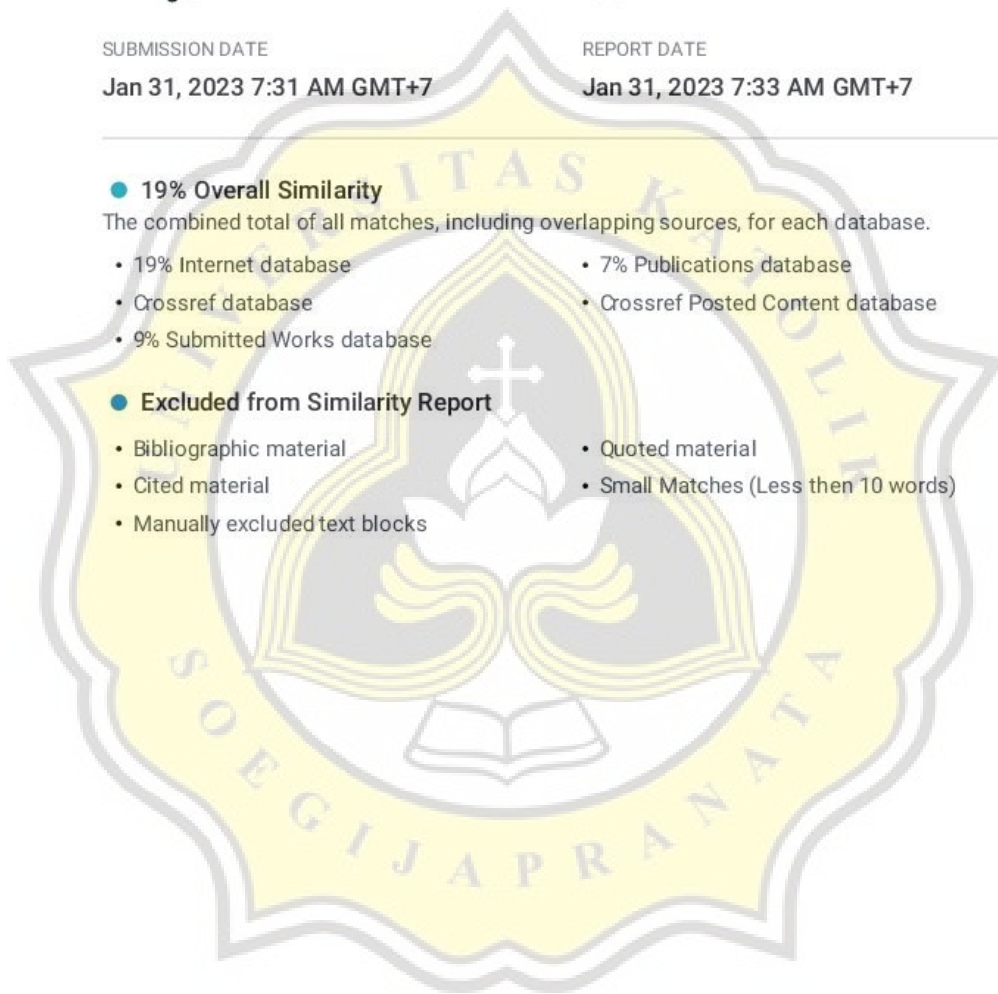 SUBMISSION DATE
REPORT DATE
Jan 31, 2023 7:31 AM GMT+7
Jan 31, 2023 7:33 AM GMT+7
● 19% Overall Similarity
The combined total of all matches, including overlapping sources, for each database.
• 19% Internet database
• 7% Publications database
• Crossref database
• Crossref Posted Content database
• 9% Submitted Works database
● Excluded from Similarity Report
• Bibliographic material
• Quoted material
• Cited material
• Small Matches (Less then 10 words)
• Manually excluded text blocks
UNIVERSITAS KATOLIK
SOEGIJAPRANATA